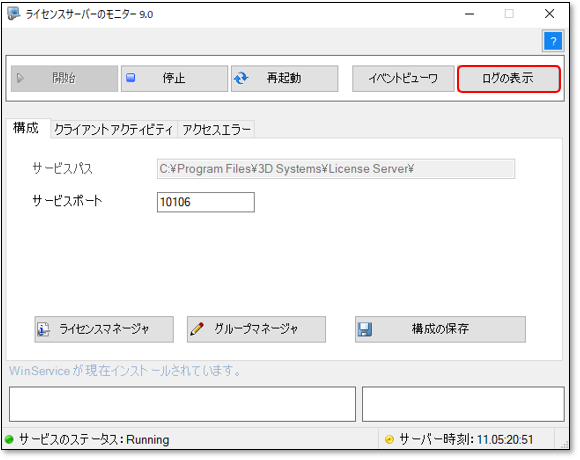 ライセンスサーバーのモニター 9.0
?
開始 停止 再起動 イベントビューワ ログの表示
構成 クライアントアクティビティ アクセスエラー
サービスパス C:¥Program Files¥3D Systems¥License Server¥
サービスポート 10106
ライセンスマネージャ グループマネージャ 構成の保存
WinService が現在インストールされています。
サービスのステータス: Running サーバー時刻: 11.05:20:51